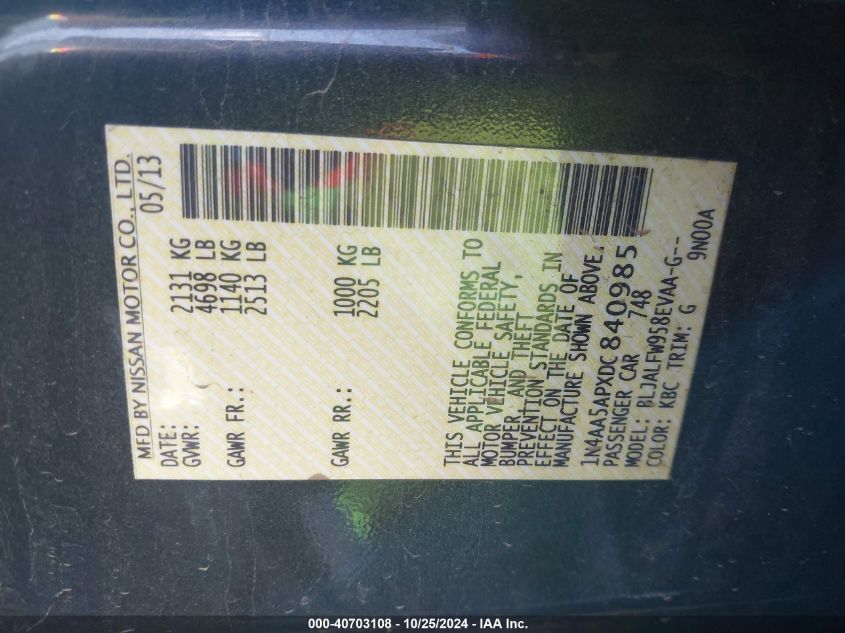 MFD BY NISSAN MOTOR CO., LTD.
DATE: 05/13
GVWR: 2131 KG
4698 LB
GAWR FR.: 1140 KG
2513 LB
GAWR RR.: 1000 KG
2205 LB
THIS VEHICLE CONFORMS TO
ALL APPLICABLE FEDERAL
MOTOR VEHICLE SAFETY,
BUMPER, AND THEFT
PREVENTION STANDARDS IN
EFFECT ON THE DATE OF
MANUFACTURE SHOWN ABOVE.
1N4AA5APXDC840985
PASSENGER CAR 748
MODEL: BLJALFW958EVAA-G--
COLOR: KBC TRIM: G 9N00A
000-40703108 - 10/25/2024 - IAA Inc.